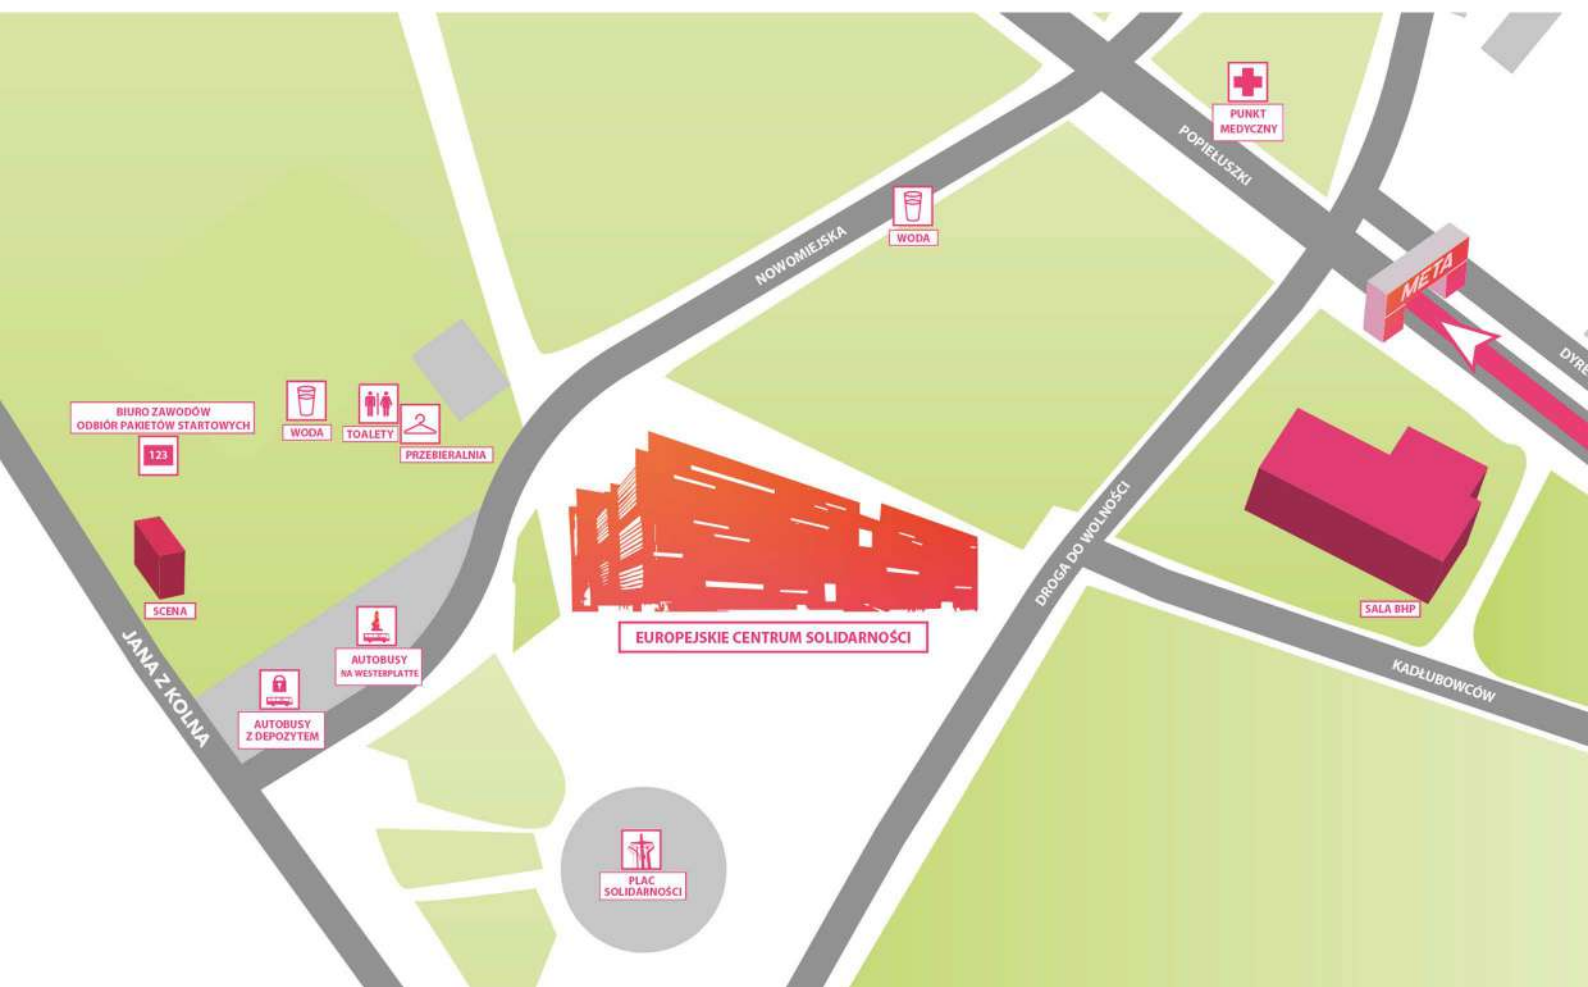 PUNKT
MEDYCZNY
POPIEŁUSZKI
WODA
NOWOMIEJSKA
META
BIURO ZAWODÓW
ODBIÓR PAKIETÓW STARTOWYCH
123
WODA
TOALETY
PRZEBIERALNIA
DROGA DO WOLNOŚCI
SCENA
SALA BHP
EUROPEJSKIE CENTRUM SOLIDARNOŚCI
JANA Z KOLNA
AUTOBUSY
NA WESTERPLATTE
KADŁUBOWCÓW
AUTOBUSY
Z DEPOZYTEM
PLAC
SOLIDARNOŚCI